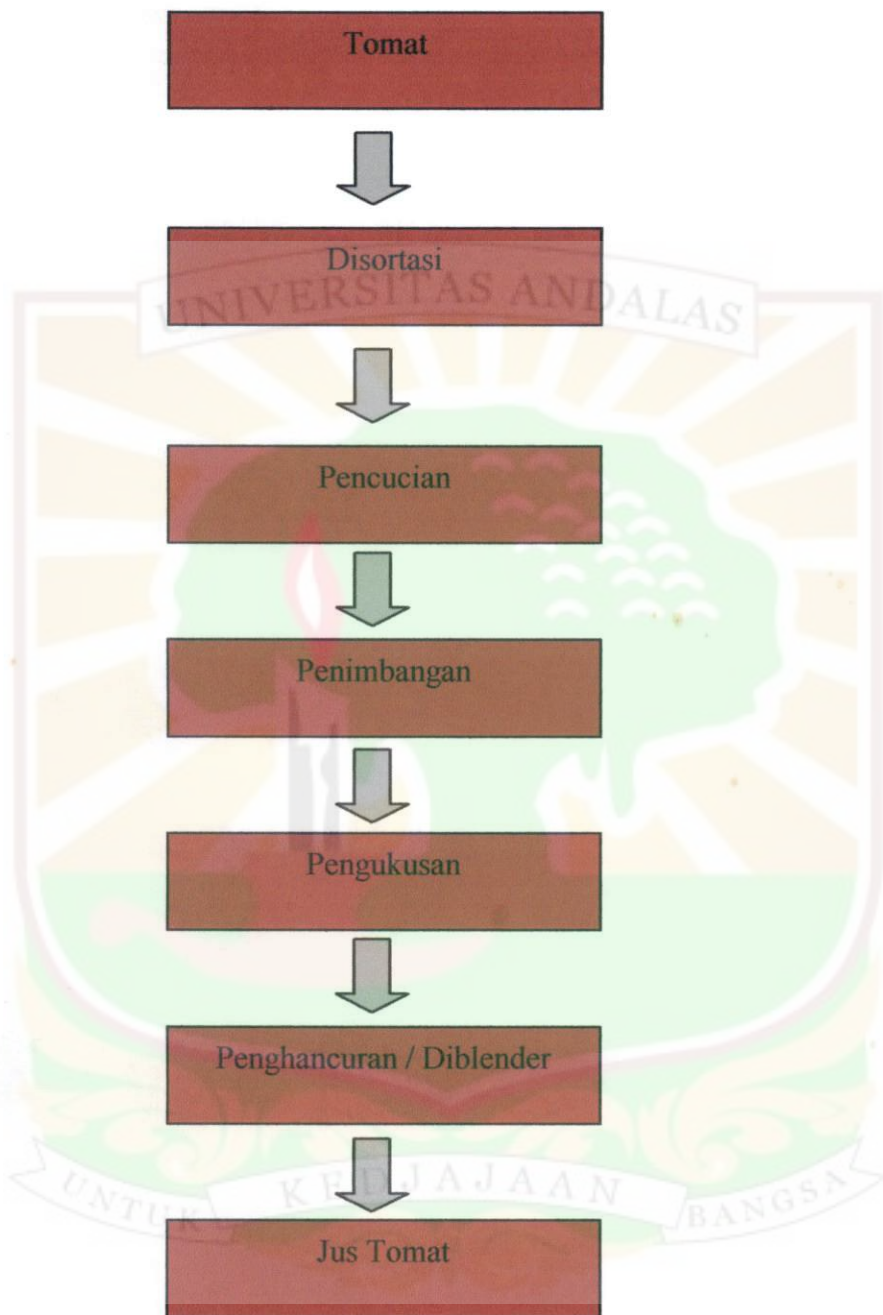 Tomat
Disortasi
UNIVERSITAS ANDALAS
Pencucian
Penimbangan
Pengukusan
Penghancuran / Diblender
UNTUK KEDJAJAAN BANGSA
Jus Tomat